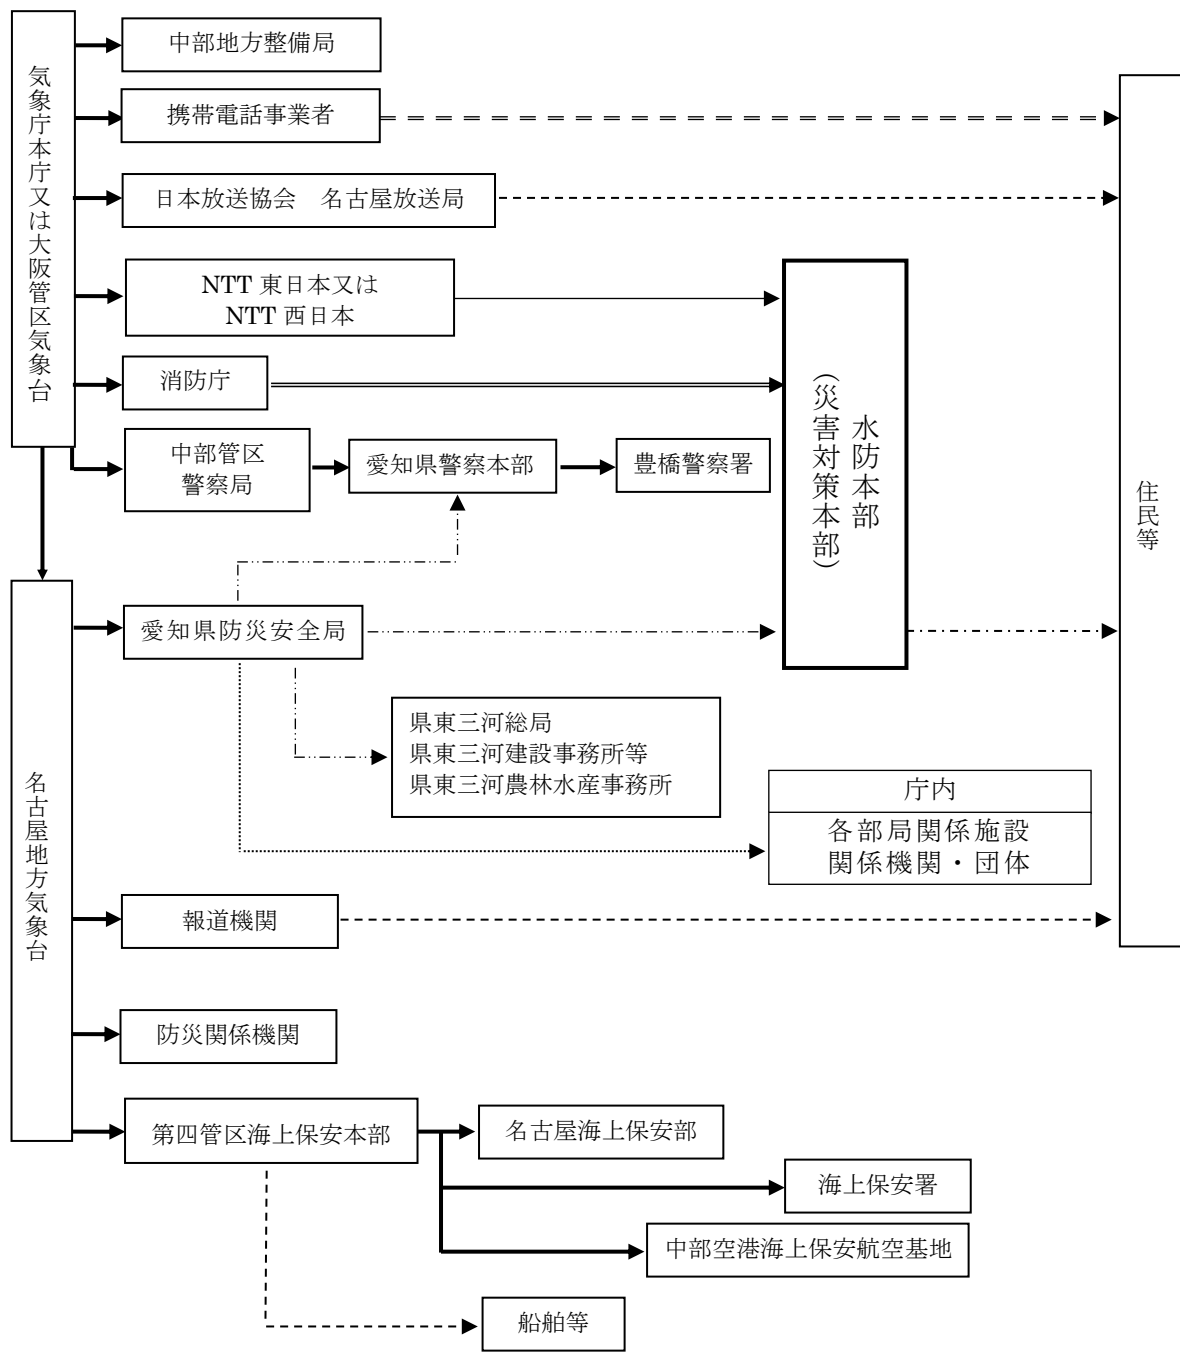 気象庁本庁又は大阪管区気象台
中部地方整備局
携帯電話事業者
日本放送協会　名古屋放送局
NTT 東日本又は
NTT 西日本
消防庁
中部管区
警察局
愛知県警察本部
豊橋警察署
水防本部
（災害対策本部）
住民等
名古屋地方気象台
愛知県防災安全局
県東三河総局
県東三河建設事務所等
県東三河農林水産事務所
庁内
各部局関係施設
関係機関・団体
報道機関
防災関係機関
第四管区海上保安本部
名古屋海上保安部
海上保安署
中部空港海上保安航空基地
船舶等